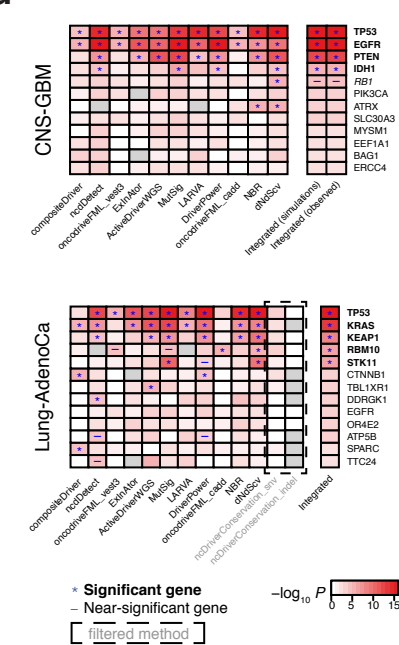 CNS-GBM
TP53
EGFR
PTEN
IDH1
RB1
PIK3CA
ATRX
SLC30A3
MYSM1
EEF1A1
BAG1
ERCC4
compositeDriver
ncdDetect
oncodriveFML_vest3
ExInAtor
ActiveDriverWGS
MutSig
LARVA
DriverPower
oncodriveFML_cadd
NBR
dNdScv
Integrated (simulations)
Integrated (observed)
Lung-AdenoCa
TP53
KRAS
KEAP1
RBM10
STK11
CTNNB1
TBL1XR1
DDRGK1
EGFR
OR4E2
ATP5B
SPARC
TTC24
compositeDriver
ncdDetect
oncodriveFML_vest3
ExInAtor
ActiveDriverWGS
MutSig
LARVA
DriverPower
oncodriveFML_cadd
NBR
dNdScv
ncDriverConservation_snv
ncDriverConservation_indel
Integrated
* Significant gene
– Near-significant gene
filtered method
−log10 P
0 5 10 15